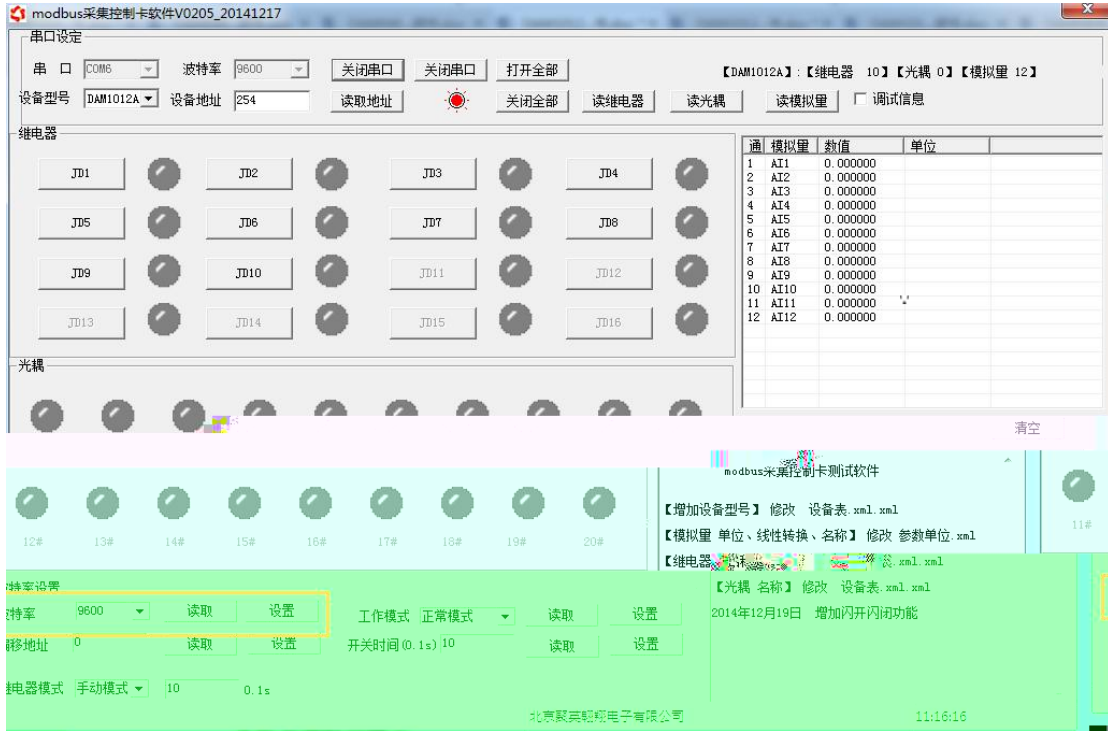 modbus采集控制卡软件V0205_20141217
串口设定
串 口 COM6 波特率 9600 关闭串口 关闭串口 打开全部 【DAM1012A】:【继电器 10】【光耦 0】【模拟量 12】
设备型号 DAM1012A 设备地址 254 读取地址 关闭全部 读继电器 读光耦 读模拟量 调试信息
继电器
JD1 JD2 JD3 JD4
JD5 JD6 JD7 JD8
JD9 JD10 JD11 JD12
JD13 JD14 JD15 JD16
通 模拟量 数值 单位
1 AI1 0.000000
2 AI2 0.000000
3 AI3 0.000000
4 AI4 0.000000
5 AI5 0.000000
6 AI6 0.000000
7 AI7 0.000000
8 AI8 0.000000
9 AI9 0.000000
10 AI10 0.000000
11 AI11 0.000000
12 AI12 0.000000
光耦
清空
12# 13# 14# 15# 16# 17# 18# 19# 20#
11#
modbus采集控制卡测试软件
【增加设备型号】 修改 设备表.xml.xml
【模拟量 单位、线性转换、名称】 修改 参数单位.xml
【继电器 .xml.xml
【光耦 名称】 修改 设备表.xml.xml
2014年12月19日 增加闪开闪闭功能
特率 9600 读取 设置 工作模式 正常模式 读取 设置
移地址 0 读取 设置 开关时间(0.1s) 10 读取 设置
电器模式 手动模式 10 0.1s
北京聚英翱翔电子有限公司 11:16:16